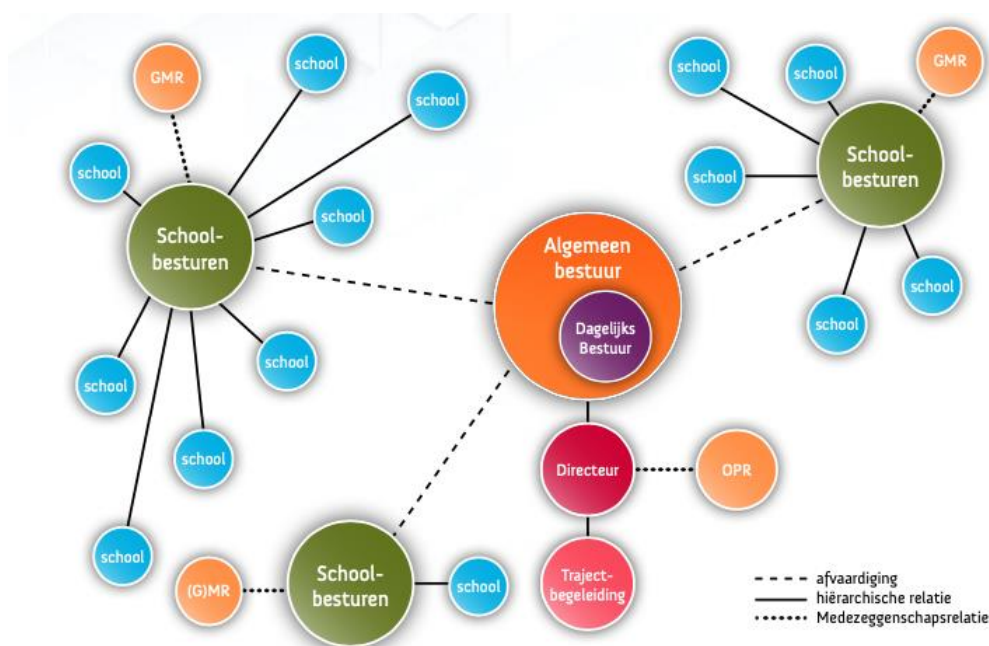 GMR
school
school
school
school
School-
besturen
school
school
school
school
school
school
school
school
GMR
School-
besturen
school
school
Algemeen
bestuur
Dagelijks
Bestuur
Directeur
OPR
Traject-
begeleiding
(G)MR
School-
besturen
school
afvaardiging
hiërarchische relatie
Medezeggenschapsrelatie